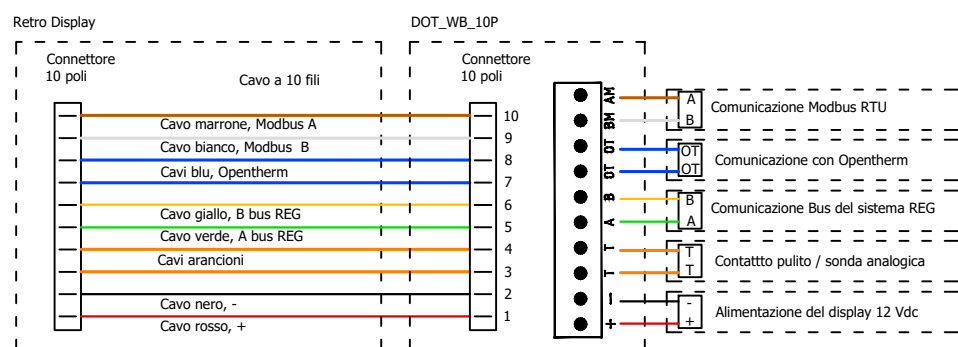 Retro Display
DOT_WB_10P
Connettore
10 poli
Cavo a 10 fili
Connettore
10 poli
10
Cavo marrone, Modbus A
9
Cavo bianco, Modbus B
8
Cavi blu, Opentherm
7
6
Cavo giallo, B bus REG
5
Cavo verde, A bus REG
4
Cavi arancioni
3
2
Cavo nero, -
1
Cavo rosso, +
AM
A
BM
B
Comunicazione Modbus RTU
OT
OT
OT
OT
Comunicazione con Opentherm
B
B
A
A
Comunicazione Bus del sistema REG
T
T
T
T
Contattto pulito / sonda analogica
-
-
+
+
Alimentazione del display 12 Vdc